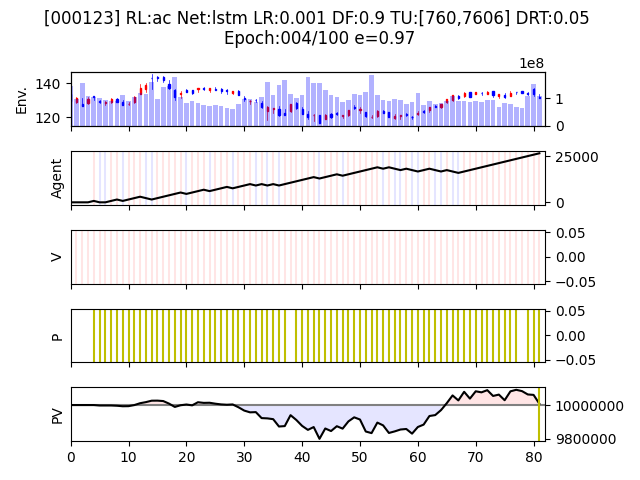 [000123] RL:ac Net:lstm LR:0.001 DF:0.9 TU:[760,7606] DRT:0.05
Epoch:004/100 e=0.97
1e8
Env.
140
120
1
0
Agent
25000
0
V
0.05
0.00
−0.05
P
0.05
0.00
−0.05
PV
10000000
9800000
0 10 20 30 40 50 60 70 80